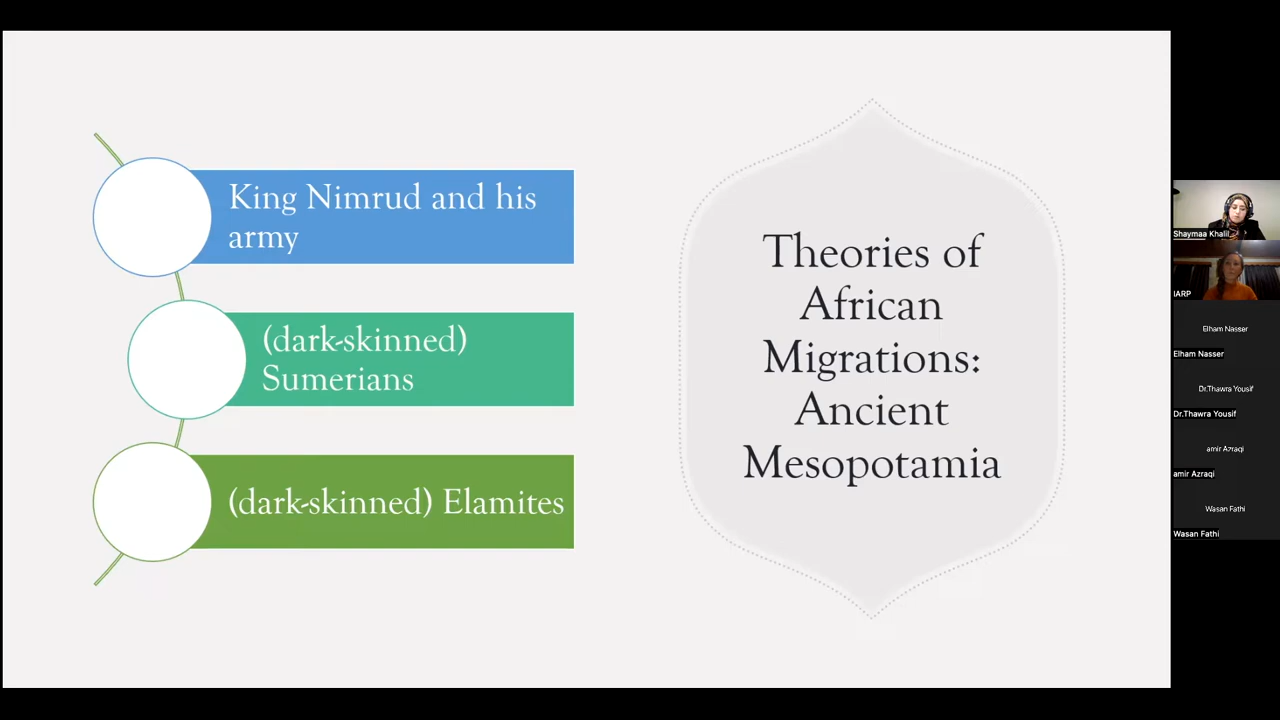 King Nimrud and his
army
(dark-skinned)
Sumerians
(dark-skinned) Elamites
Theories of
African
Migrations:
Ancient
Mesopotamia
Shaymaa Khalil
IARP
Elham Nasser
Elham Nasser
Dr.Thawra Yousif
Dr.Thawra Yousif
amir Azraqi
amir Azraqi
Wasan Fathi
Wasan Fathi